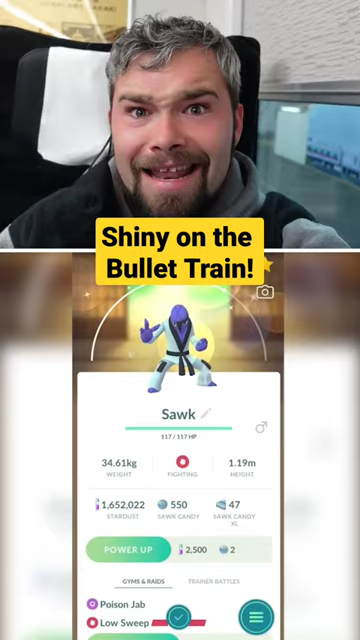 Shiny on the
Bullet Train!
Sawk
117 / 117 HP
34.61kg
WEIGHT
FIGHTING
1.19m
HEIGHT
1,652,022
STARDUST
550
SAWK CANDY
47
SAWK CANDY
XL
POWER UP
2,500
2
GYMS & RAIDS
TRAINER BATTLES
Poison Jab
Low Sweep